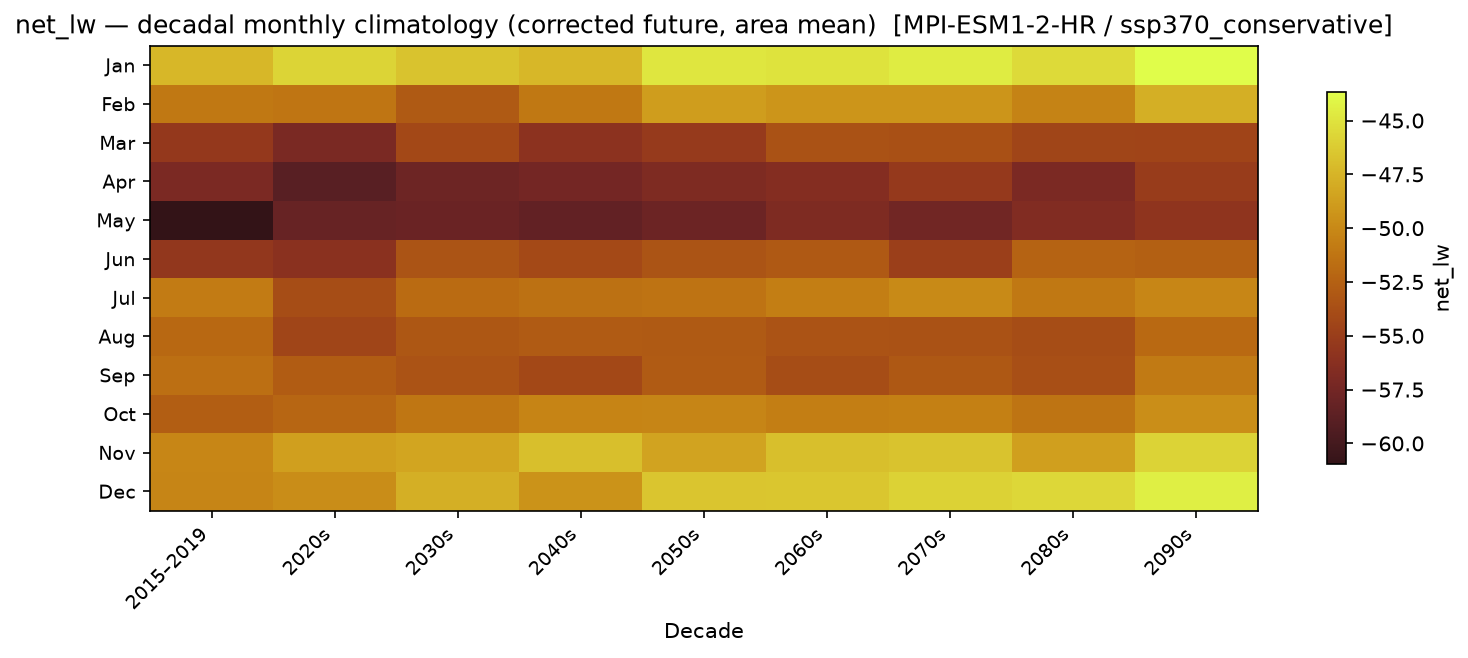 net_lw — decadal monthly climatology (corrected future, area mean)  [MPI-ESM1-2-HR / ssp370_conservative]
Jan
Feb
Mar
Apr
May
Jun
Jul
Aug
Sep
Oct
Nov
Dec
2015–2019
2020s
2030s
2040s
2050s
2060s
2070s
2080s
2090s
Decade
−45.0
−47.5
−50.0
−52.5
−55.0
−57.5
−60.0
net_lw